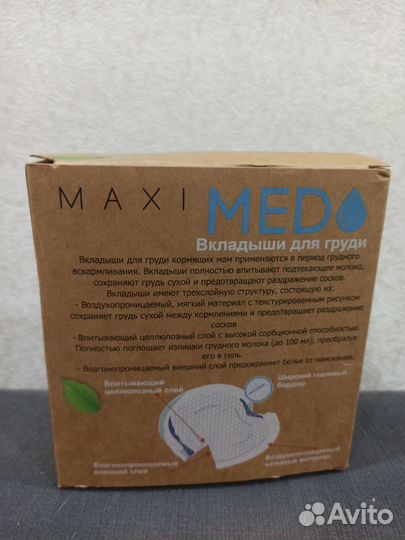 MAXI MED
Вкладыши для груди
Вкладыши для груди кормящих мам применяются в период грудного
вскармливания. Вкладыши полностью впитывают подтекающее молоко,
сохраняют грудь сухой и предотвращают раздражение сосков.
Вкладыши имеют трехслойную структуру, состоящую из:
- Воздухопроницаемый, мягкий материал с текстурированным рисунком
сохраняет грудь сухой между кормлениями и предотвращает раздражение
сосков
- Впитывающий целлюлозный слой с высокой сорбционной способностью.
Полностью поглощает излишки грудного молока (до 100 мл), преобразуя
его в гель.
- Влагонепроницаемый внешний слой предохраняет белье от намокания.
Впитывающий
целлюлозный слой
Широкий тканевый
бордюр
Влагонипроницаемый
внешний слой
Воздухопроницаемый
нетканый материал
Avito